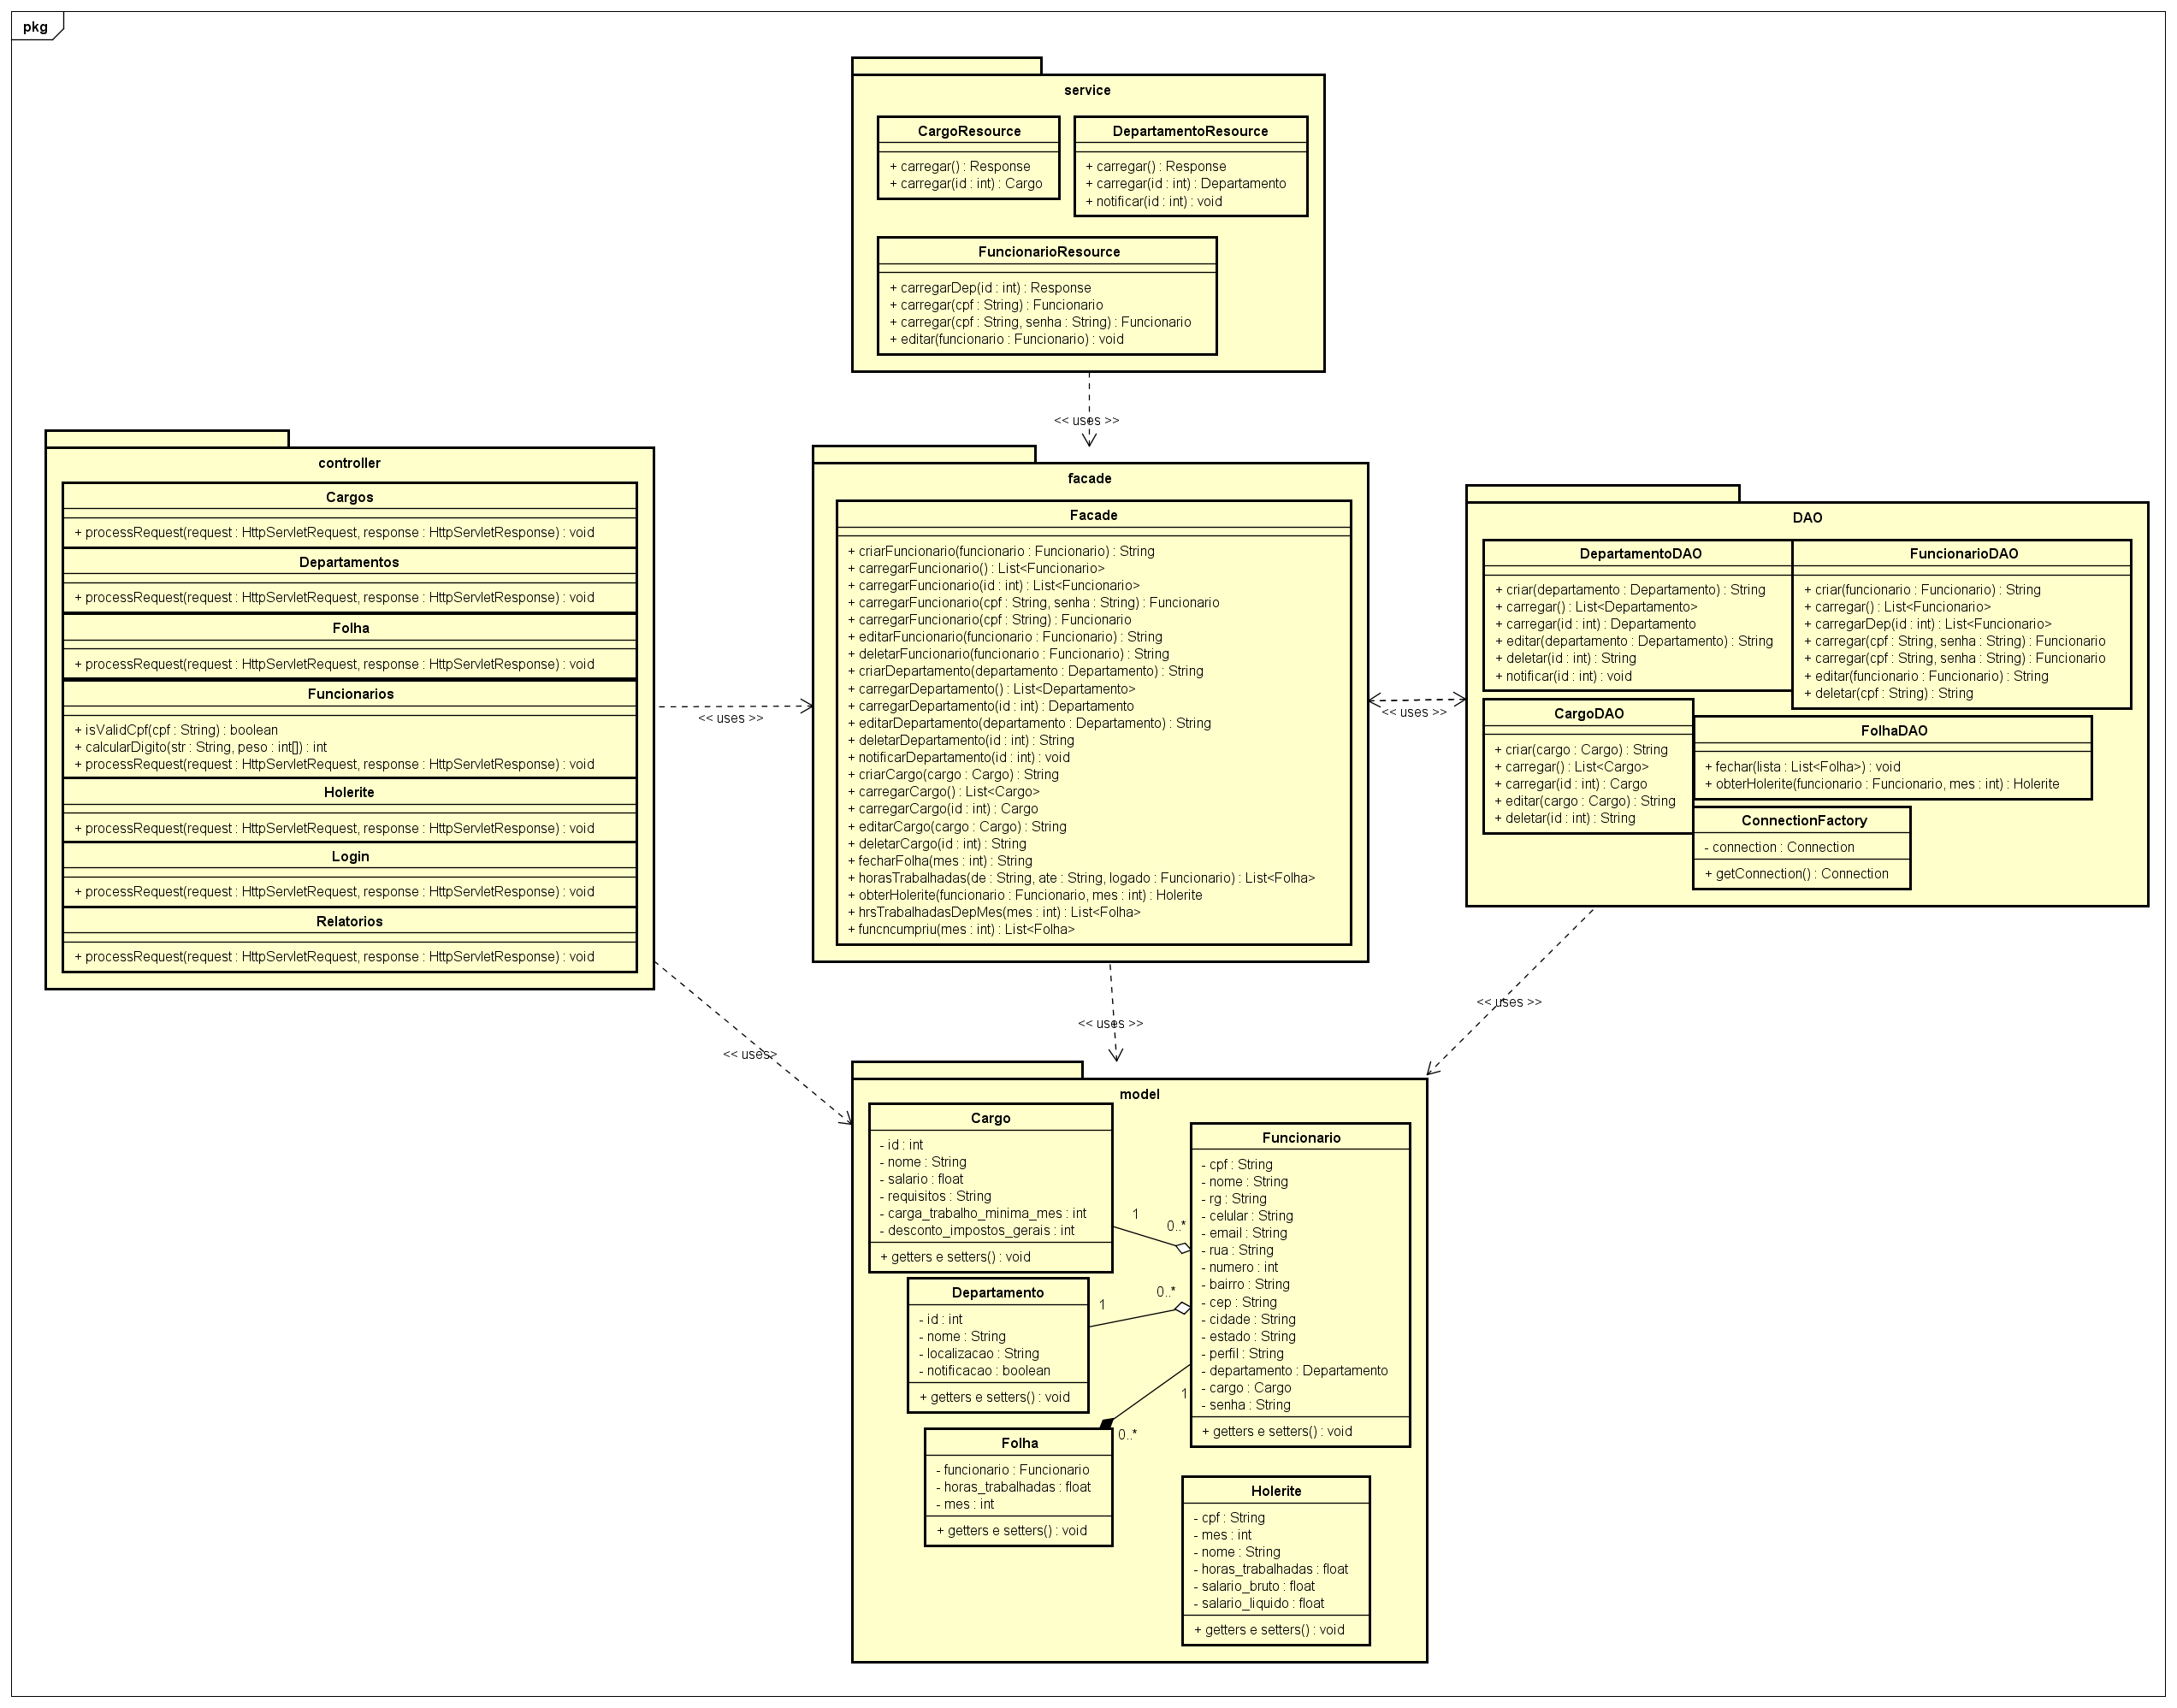 pkg
service
CargoResource
+ carregar() : Response
+ carregar(id : int) : Cargo
DepartamentoResource
+ carregar() : Response
+ carregar(id : int) : Departamento
+ notificar(id : int) : void
FuncionarioResource
+ carregarDep(id : int) : Response
+ carregar(cpf : String) : Funcionario
+ carregar(cpf : String, senha : String) : Funcionario
+ editar(funcionario : Funcionario) : void
<< uses >>
controller
Cargos
+ processRequest(request : HttpServletRequest, response : HttpServletResponse) : void
Departamentos
+ processRequest(request : HttpServletRequest, response : HttpServletResponse) : void
Folha
+ processRequest(request : HttpServletRequest, response : HttpServletResponse) : void
Funcionarios
+ isValidCpf(cpf : String) : boolean
+ calcularDigito(str : String, peso : int[]) : int
+ processRequest(request : HttpServletRequest, response : HttpServletResponse) : void
Holerite
+ processRequest(request : HttpServletRequest, response : HttpServletResponse) : void
Login
+ processRequest(request : HttpServletRequest, response : HttpServletResponse) : void
Relatorios
+ processRequest(request : HttpServletRequest, response : HttpServletResponse) : void
<< uses >>
facade
Facade
+ criarFuncionario(funcionario : Funcionario) : String
+ carregarFuncionario() : List<Funcionario>
+ carregarFuncionario(id : int) : List<Funcionario>
+ carregarFuncionario(cpf : String, senha : String) : Funcionario
+ carregarFuncionario(cpf : String) : Funcionario
+ editarFuncionario(funcionario : Funcionario) : String
+ deletarFuncionario(funcionario : Funcionario) : String
+ criarDepartamento(departamento : Departamento) : String
+ carregarDepartamento() : List<Departamento>
+ carregarDepartamento(id : int) : Departamento
+ editarDepartamento(departamento : Departamento) : String
+ deletarDepartamento(id : int) : String
+ notificarDepartamento(id : int) : void
+ criarCargo(cargo : Cargo) : String
+ carregarCargo() : List<Cargo>
+ carregarCargo(id : int) : Cargo
+ editarCargo(cargo : Cargo) : String
+ deletarCargo(id : int) : String
+ fecharFolha(mes : int) : String
+ horasTrabalhadas(de : String, ate : String, logado : Funcionario) : List<Folha>
+ obterHolerite(funcionario : Funcionario, mes : int) : Holerite
+ hrsTrabalhadasDepMes(mes : int) : List<Folha>
+ funcncumpriu(mes : int) : List<Folha>
<< uses >>
DAO
DepartamentoDAO
+ criar(departamento : Departamento) : String
+ carregar() : List<Departamento>
+ carregar(id : int) : Departamento
+ editar(departamento : Departamento) : String
+ deletar(id : int) : String
+ notificar(id : int) : void
FuncionarioDAO
+ criar(funcionario : Funcionario) : String
+ carregar() : List<Funcionario>
+ carregarDep(id : int) : List<Funcionario>
+ carregar(cpf : String, senha : String) : Funcionario
+ carregar(cpf : String, senha : String) : Funcionario
+ editar(funcionario : Funcionario) : String
+ deletar(cpf : String) : String
CargoDAO
+ criar(cargo : Cargo) : String
+ carregar() : List<Cargo>
+ carregar(id : int) : Cargo
+ editar(cargo : Cargo) : String
+ deletar(id : int) : String
FolhaDAO
+ fechar(lista : List<Folha>) : void
+ obterHolerite(funcionario : Funcionario, mes : int) : Holerite
ConnectionFactory
- connection : Connection
+ getConnection() : Connection
<< uses>
<< uses >>
<< uses >>
model
Cargo
- id : int
- nome : String
- salario : float
- requisitos : String
- carga_trabalho_minima_mes : int
- desconto_impostos_gerais : int
+ getters e setters() : void
1
0..*
Departamento
- id : int
- nome : String
- localizacao : String
- notificacao : boolean
+ getters e setters() : void
1
0..*
Funcionario
- cpf : String
- nome : String
- rg : String
- celular : String
- email : String
- rua : String
- numero : int
- bairro : String
- cep : String
- cidade : String
- estado : String
- perfil : String
- departamento : Departamento
- cargo : Cargo
- senha : String
+ getters e setters() : void
1
0..*
Folha
- funcionario : Funcionario
- horas_trabalhadas : float
- mes : int
+ getters e setters() : void
Holerite
- cpf : String
- mes : int
- nome : String
- horas_trabalhadas : float
- salario_bruto : float
- salario_liquido : float
+ getters e setters() : void